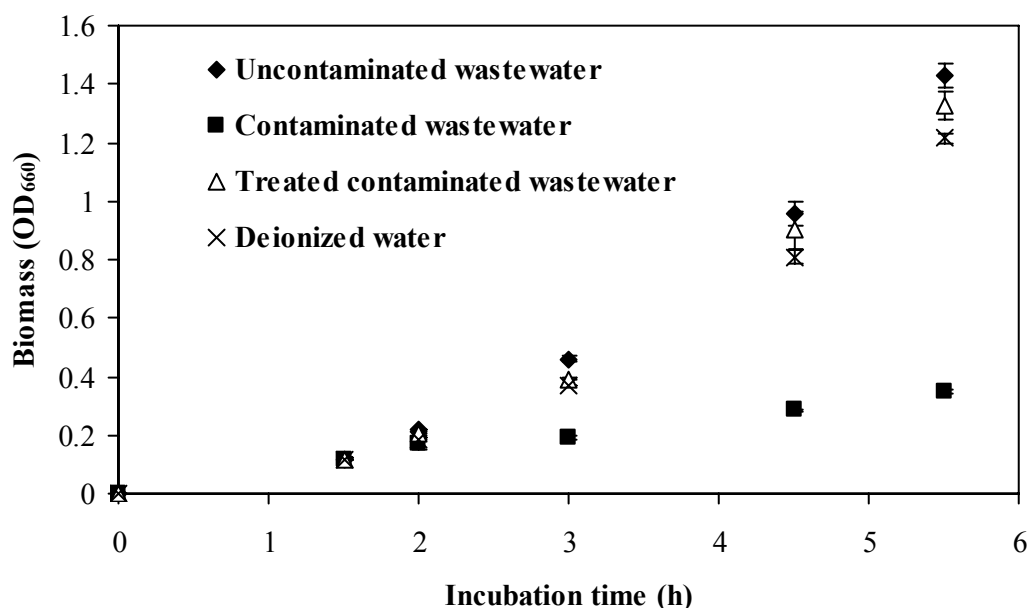 1.6
1.4
1.2
1
0.8
0.6
0.4
0.2
0
Biomass (OD660)
Uncontaminated wastewater
Contaminated wastewater
Treated contaminated wastewater
Deionized water
0 1 2 3 4 5 6
Incubation time (h)